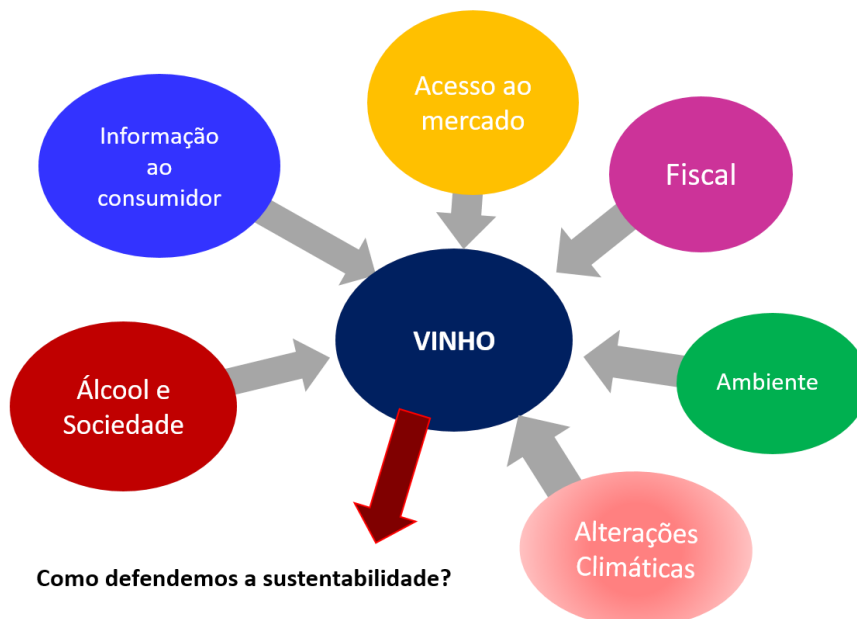 Acesso ao
mercado
Informação
ao
consumidor
Fiscal
VINHO
Álcool e
Sociedade
Ambiente
Alterações
Climáticas
Como defendemos a sustentabilidade?